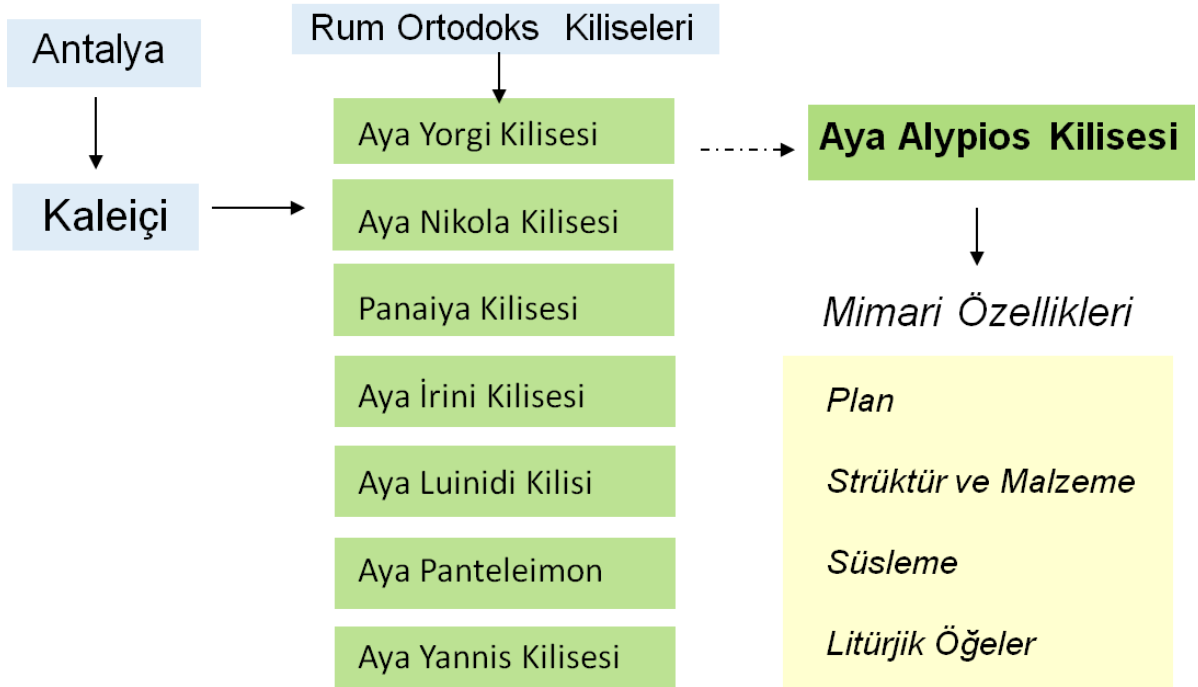 Antalya
Kaleiçi
Rum Ortodoks Kiliseleri
Aya Yorgi Kilisesi
Aya Nikola Kilisesi
Panaiya Kilisesi
Aya İrini Kilisesi
Aya Luinidi Kilisi
Aya Panteleimon
Aya Yannis Kilisesi
Aya Alypios Kilisesi
Mimari Özellikleri
Plan
Strüktür ve Malzeme
Süsleme
Litürjik Öğeler